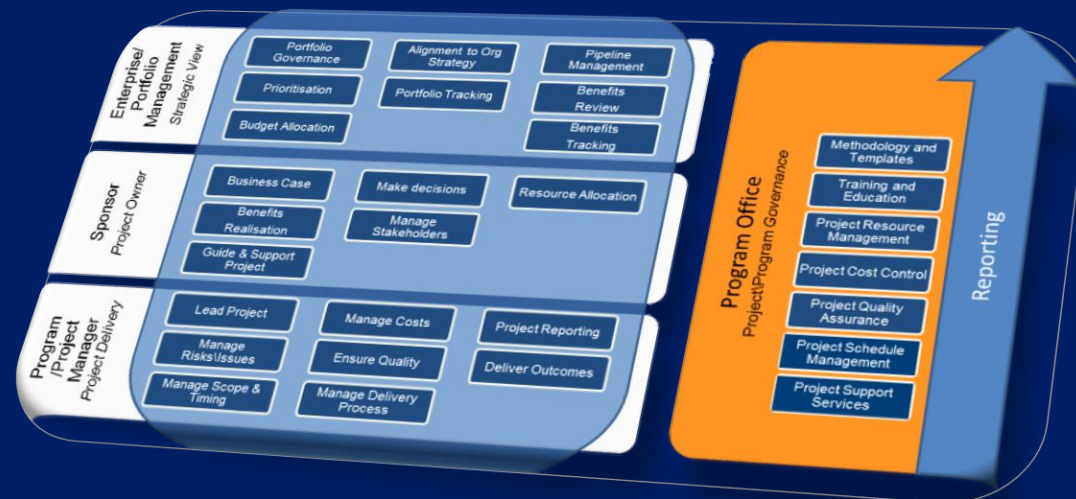 Enterprise/
Portfolio
Management
Strategic View
Portfolio
Governance
Alignment to Org
Strategy
Pipeline
Management
Prioritisation
Portfolio Tracking
Benefits
Review
Budget Allocation
Benefits
Tracking
Sponsor
Project Owner
Business Case
Make decisions
Resource Allocation
Benefits
Realisation
Manage
Stakeholders
Guide & Support
Project
Program
/Project
Manager
Project Delivery
Lead Project
Manage Costs
Project Reporting
Manage
Risks\Issues
Ensure Quality
Deliver Outcomes
Manage Scope &
Timing
Manage Delivery
Process
Program Office
Project\Program Governance
Methodology and
Templates
Training and
Education
Project Resource
Management
Project Cost Control
Project Quality
Assurance
Project Schedule
Management
Project Support
Services
Reporting